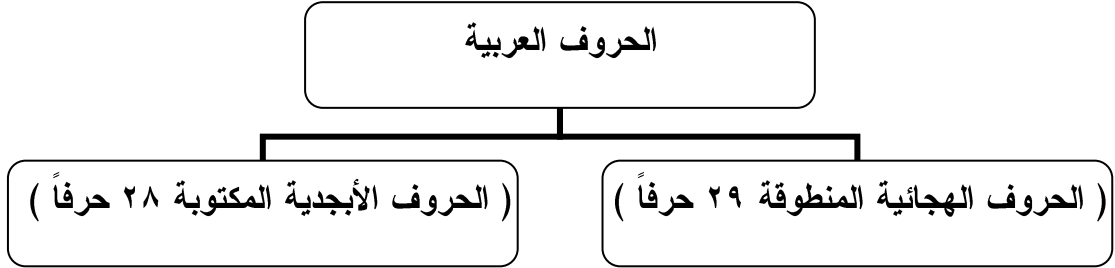 الحروف العربية
( الحروف الهجائية المنطوقة ٢٩ حرفاً )
( الحروف الأبجدية المكتوبة ٢٨ حرفاً )